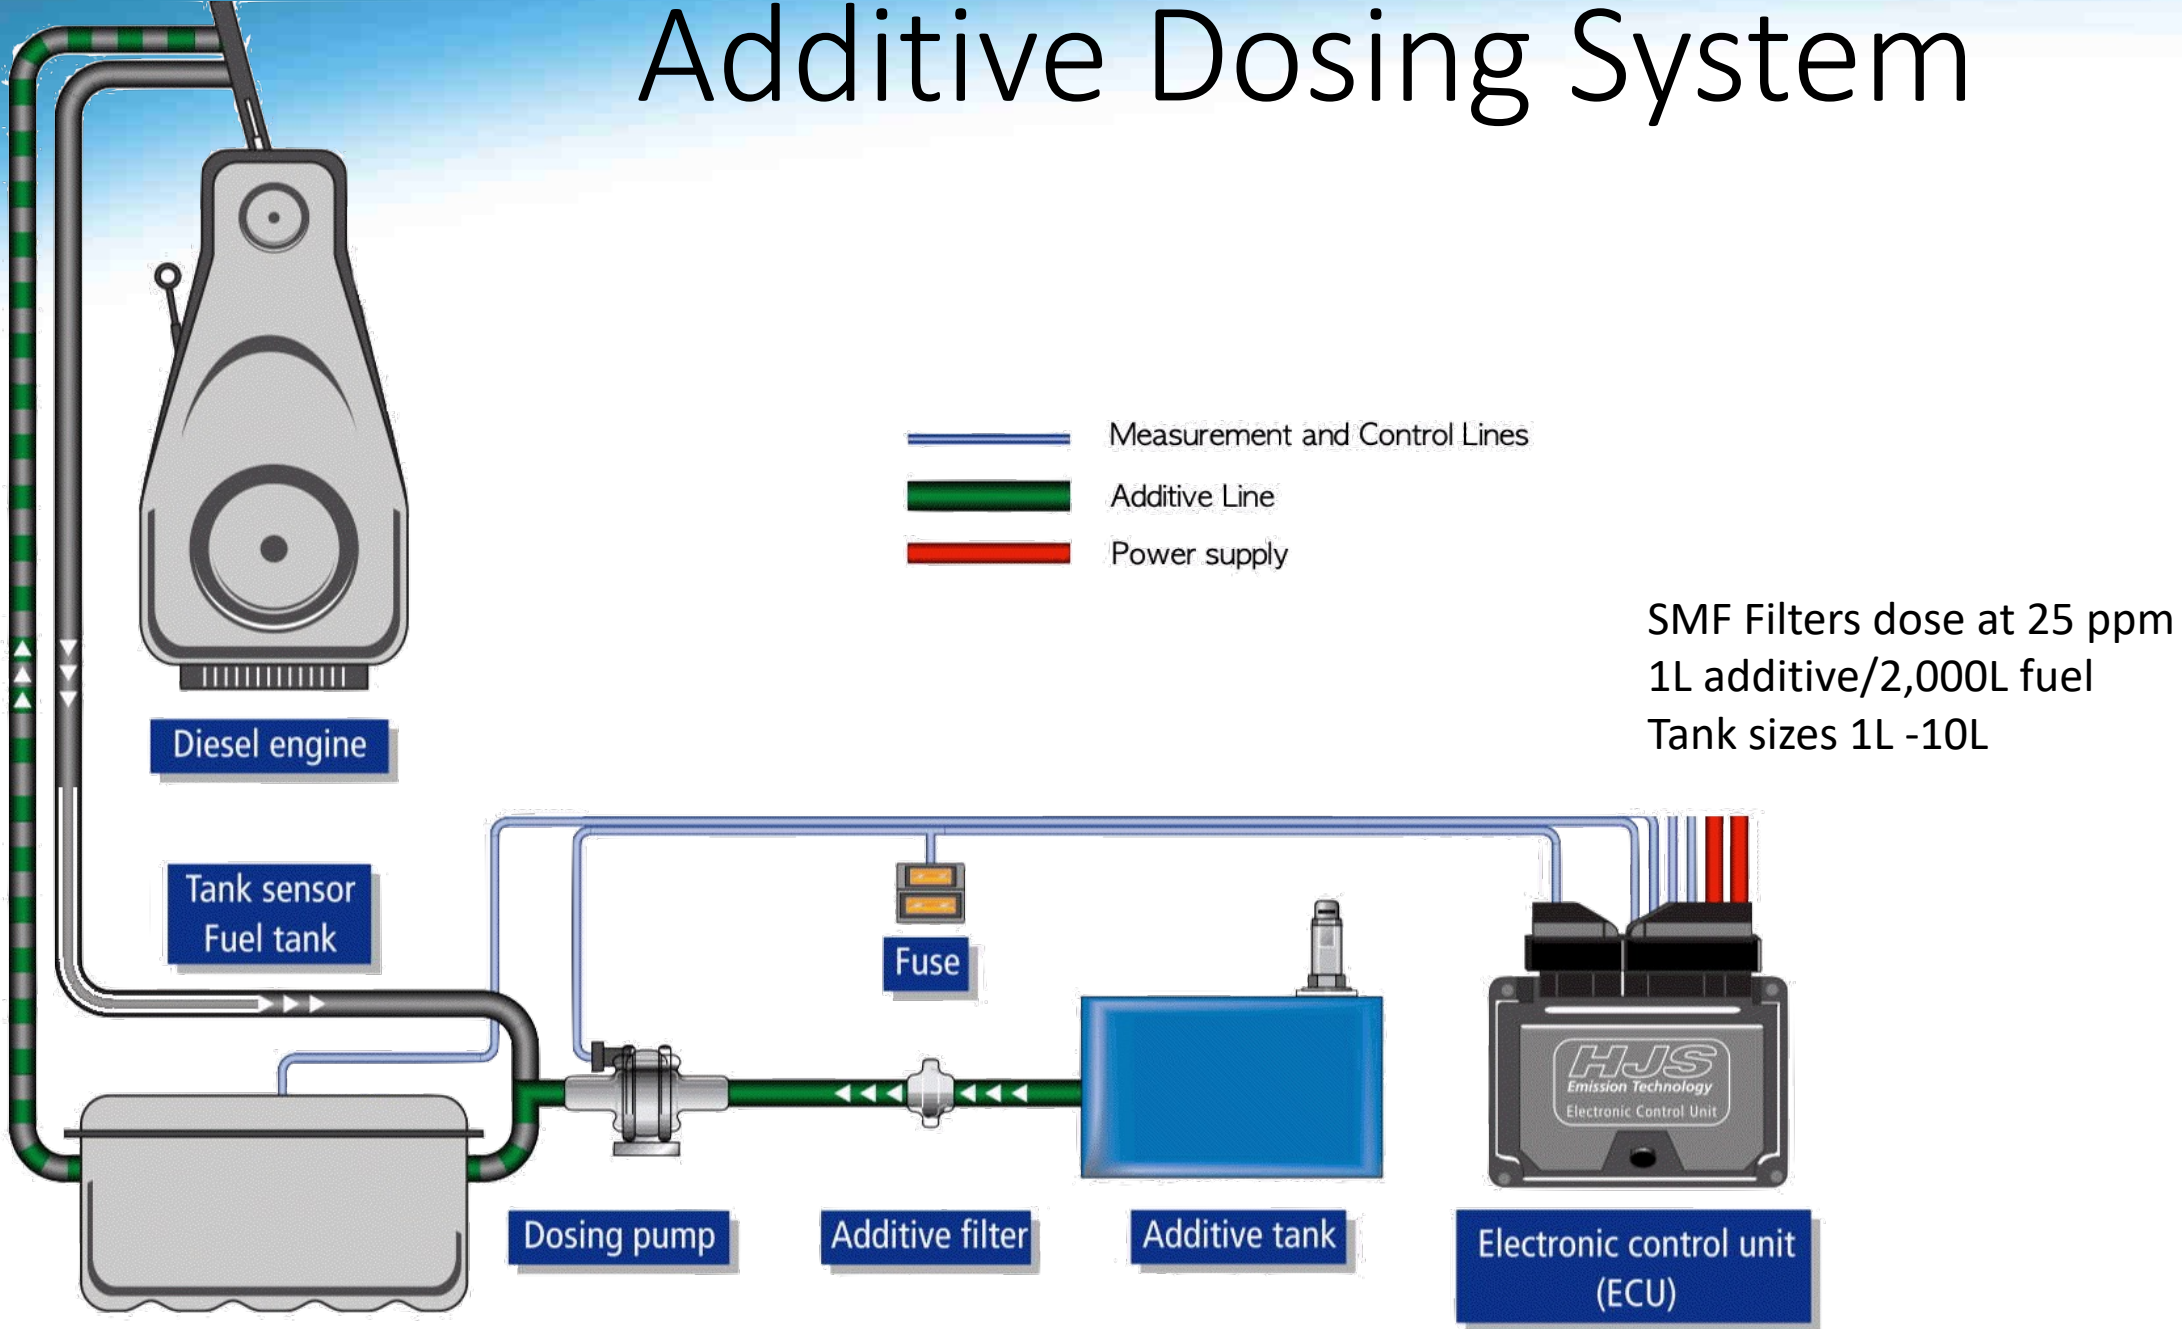 Additive Dosing System
Measurement and Control Lines
Additive Line
Power supply
SMF Filters dose at 25 ppm
1L additive/2,000L fuel
Tank sizes 1L -10L
Diesel engine
Tank sensor
Fuel tank
Fuse
HJS
Emission Technology
Electronic Control Unit
Dosing pump
Additive filter
Additive tank
Electronic control unit
(ECU)